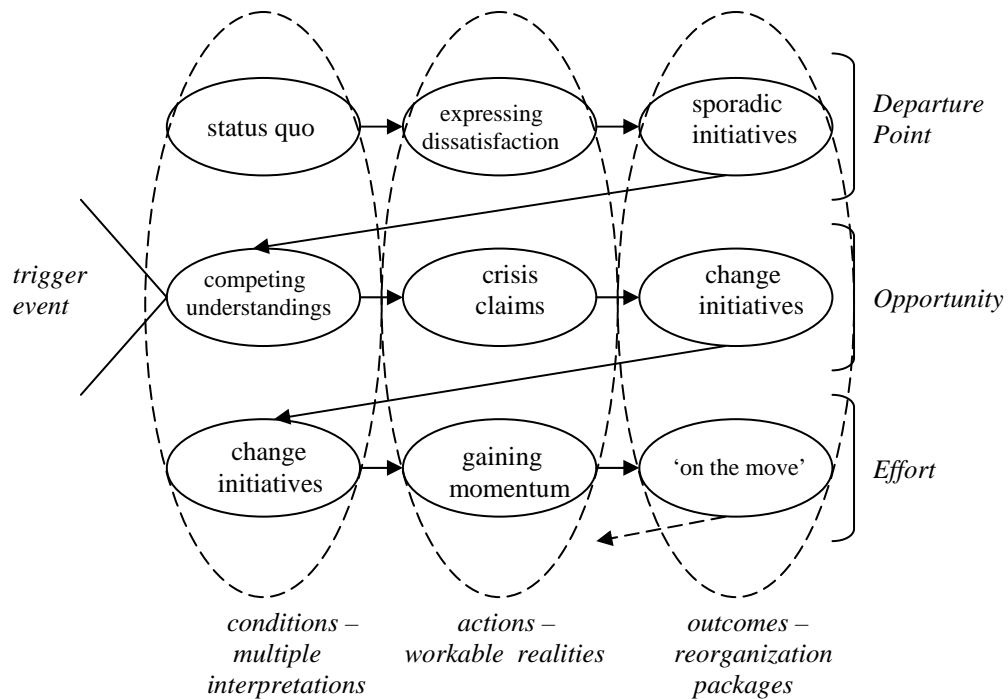 status quo
expressing
dissatisfaction
sporadic
initiatives
Departure
Point
trigger
event
competing
understandings
crisis
claims
change
initiatives
Opportunity
change
initiatives
gaining
momentum
‘on the move’
Effort
conditions –
multiple
interpretations
actions –
workable realities
outcomes –
reorganization
packages